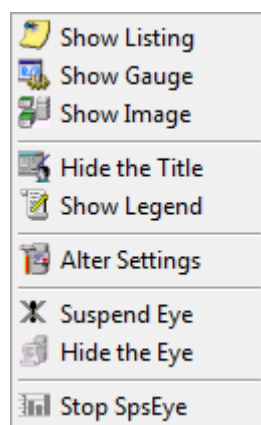 Show Listing
Show Gauge
Show Image
Hide the Title
Show Legend
Alter Settings
Suspend Eye
Hide the Eye
Stop SpsEye